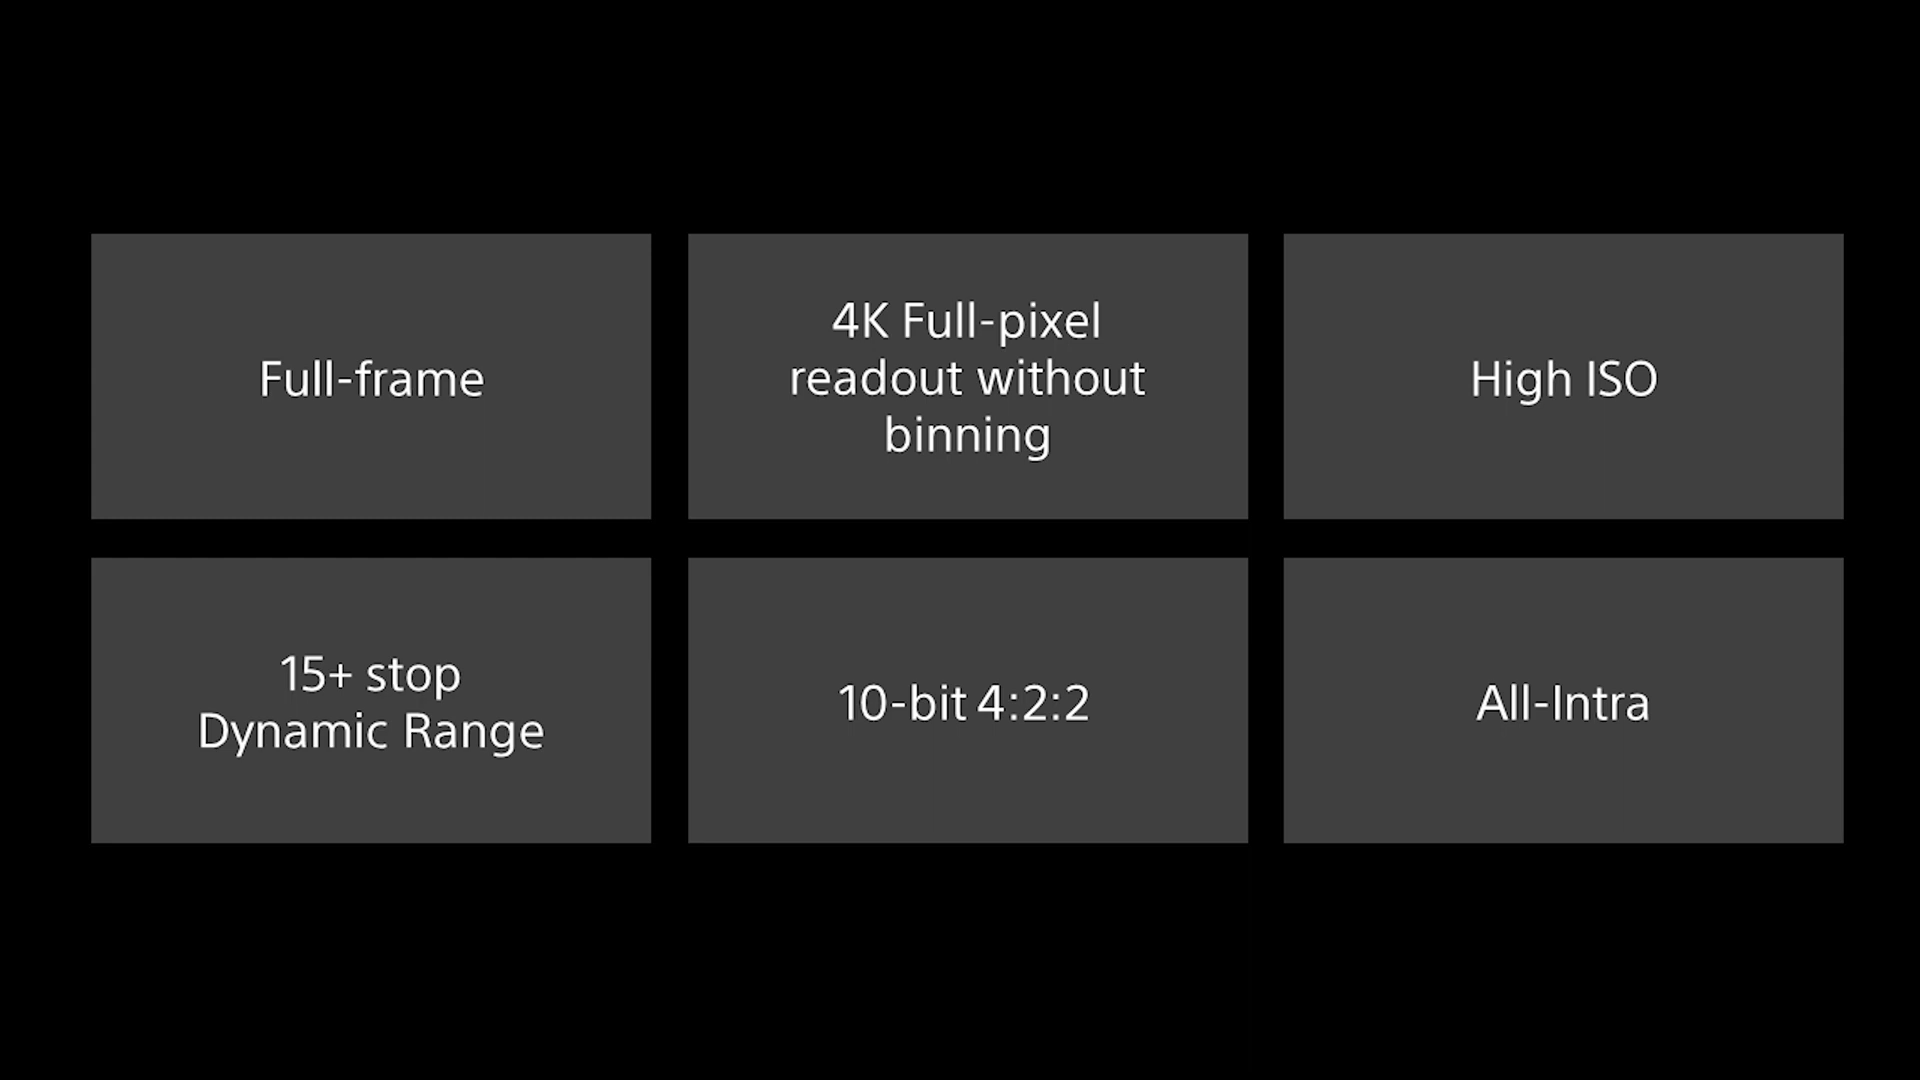 Full-frame
4K Full-pixel
readout without
binning
High ISO
15+ stop
Dynamic Range
10-bit 4:2:2
All-Intra